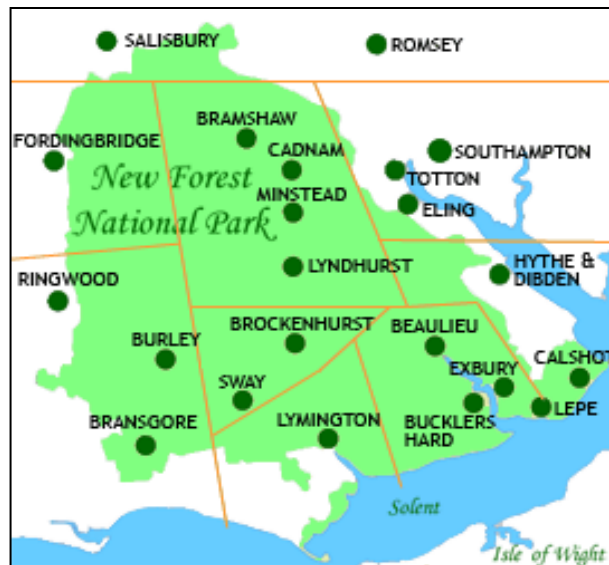 SALISBURY
ROMSEY
BRAMSHAW
FORDINGBRIDGE
CADNAM
SOUTHAMPTON
New Forest
TOTTON
MINSTEAD
National Park
ELING
LYNDHURST
HYTHE &
DIBDEN
RINGWOOD
BURLEY
BROCKENHURST
BEAULIEU
CALSHOT
EXBURY
SWAY
LEPE
BRANSGORE
LYMINGTON
BUCKLERS
HARD
Solent
Isle of Wight